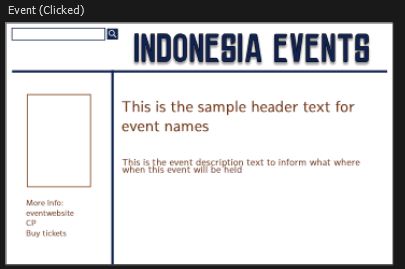 Event (Clicked)
INDONESIA EVENTS
This is the sample header text for
event names
This is the event description text to inform what where
when this event will be held
More Info:
eventwebsite
CP
Buy tickets